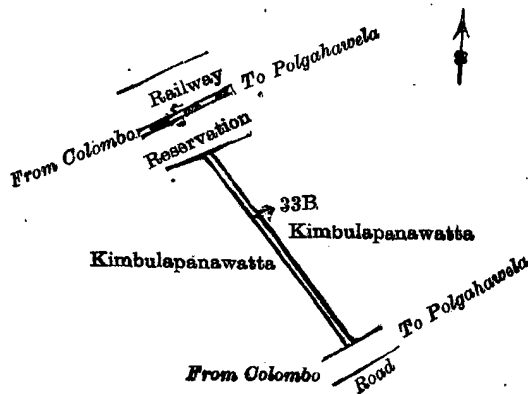 Railway
To Polgahawela
From Colombo
Reservation
33B
Kimbulapanawatta
Kimbulapanawatta
To Polgahawela
From Colombo
Road